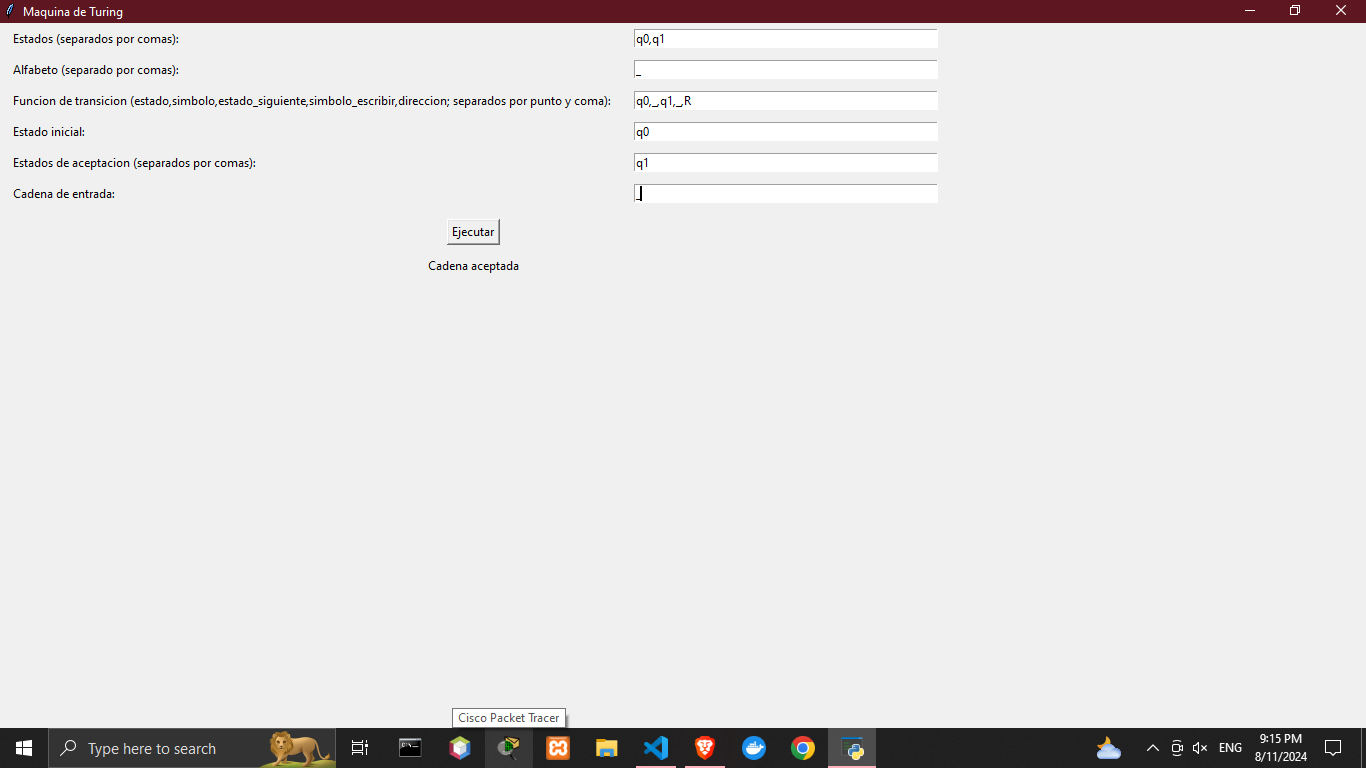 Maquina de Turing
Estados (separados por comas): q0,q1
Alfabeto (separado por comas): _
Funcion de transicion (estado,simbolo,estado_siguiente,simbolo_escribir,direccion; separados por punto y coma): q0,_,q1,_,R
Estado inicial: q0
Estados de aceptacion (separados por comas): q1
Cadena de entrada: _
Ejecutar
Cadena aceptada
Cisco Packet Tracer
Type here to search
ENG
9:15 PM
8/11/2024